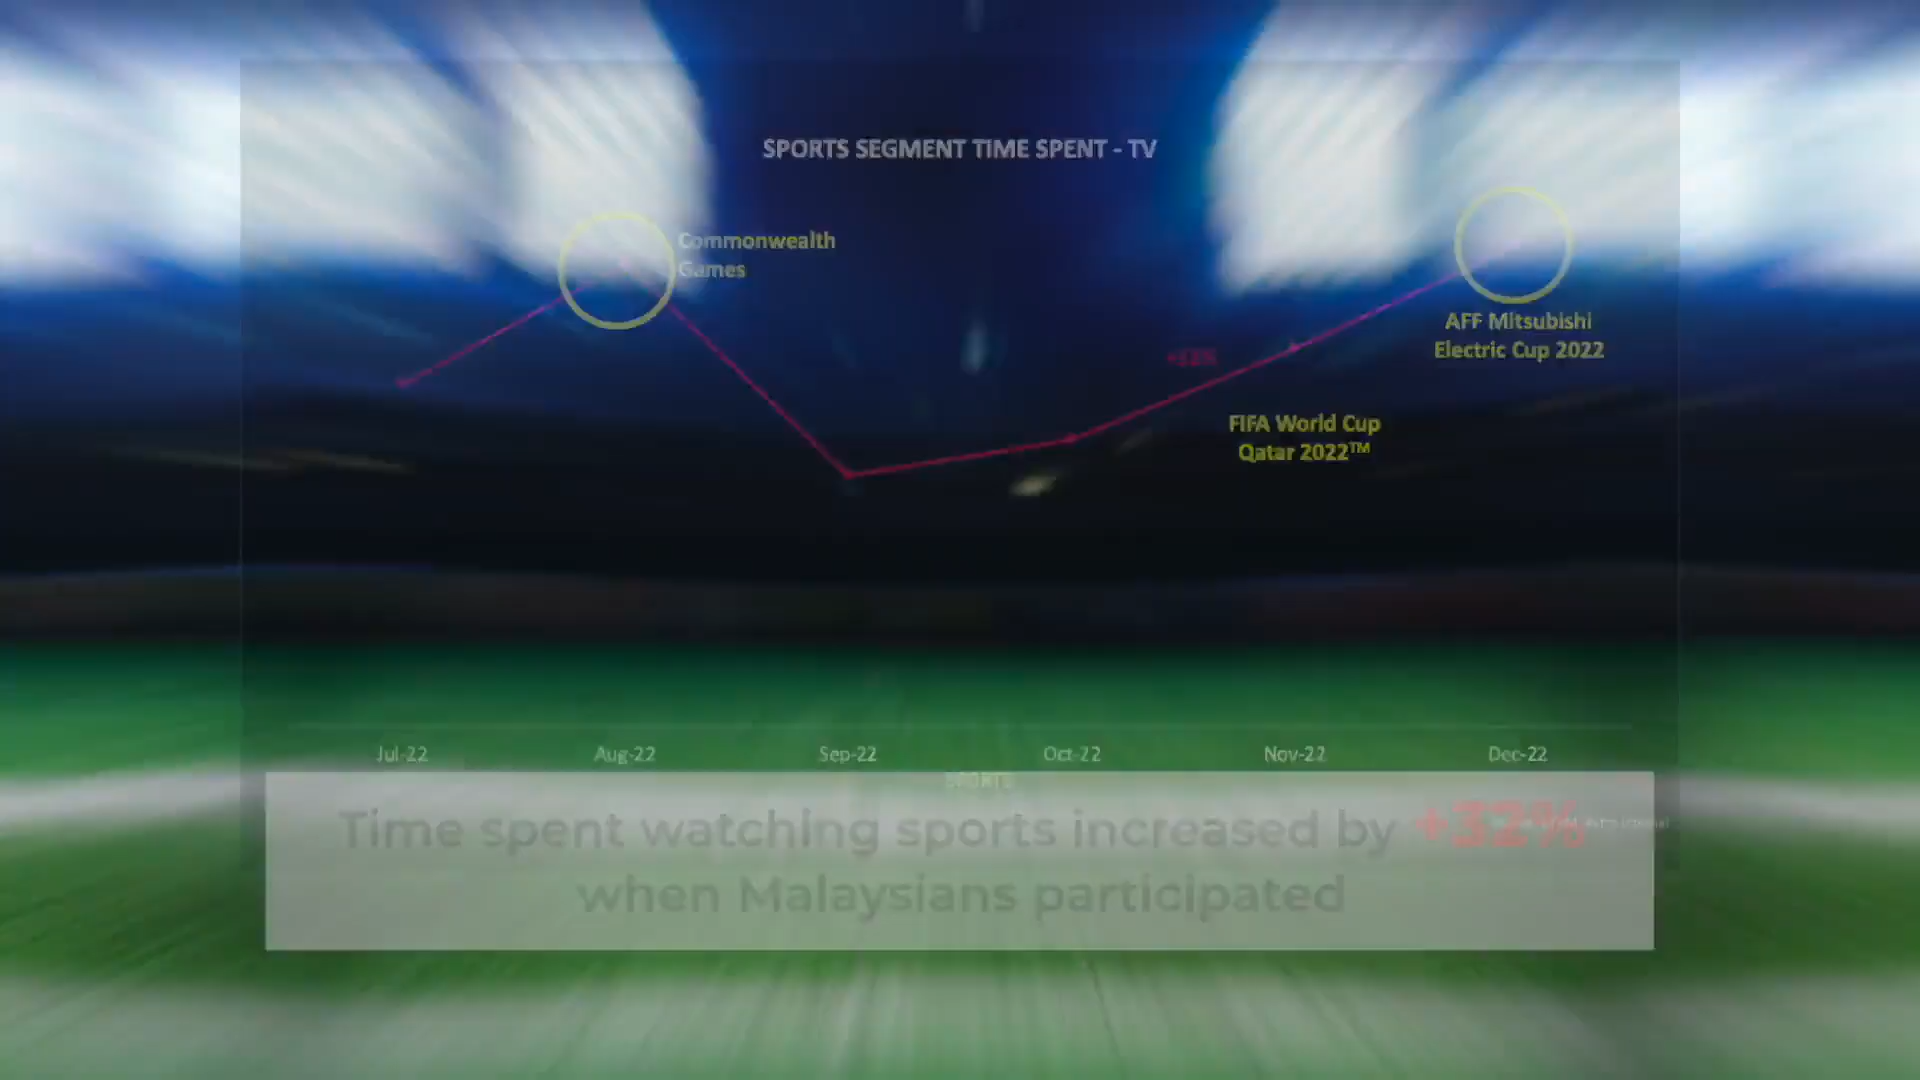 SPORTS SEGMENT TIME SPENT - TV
Commonwealth
Games
AFF Mitsubishi
Electric Cup 2022
FIFA World Cup
Qatar 2022™
Jul-22
Aug-22
Sep-22
Oct-22
Nov-22
Dec-22
SPORTS
Time spent watching sports increased by +32%
when Malaysians participated